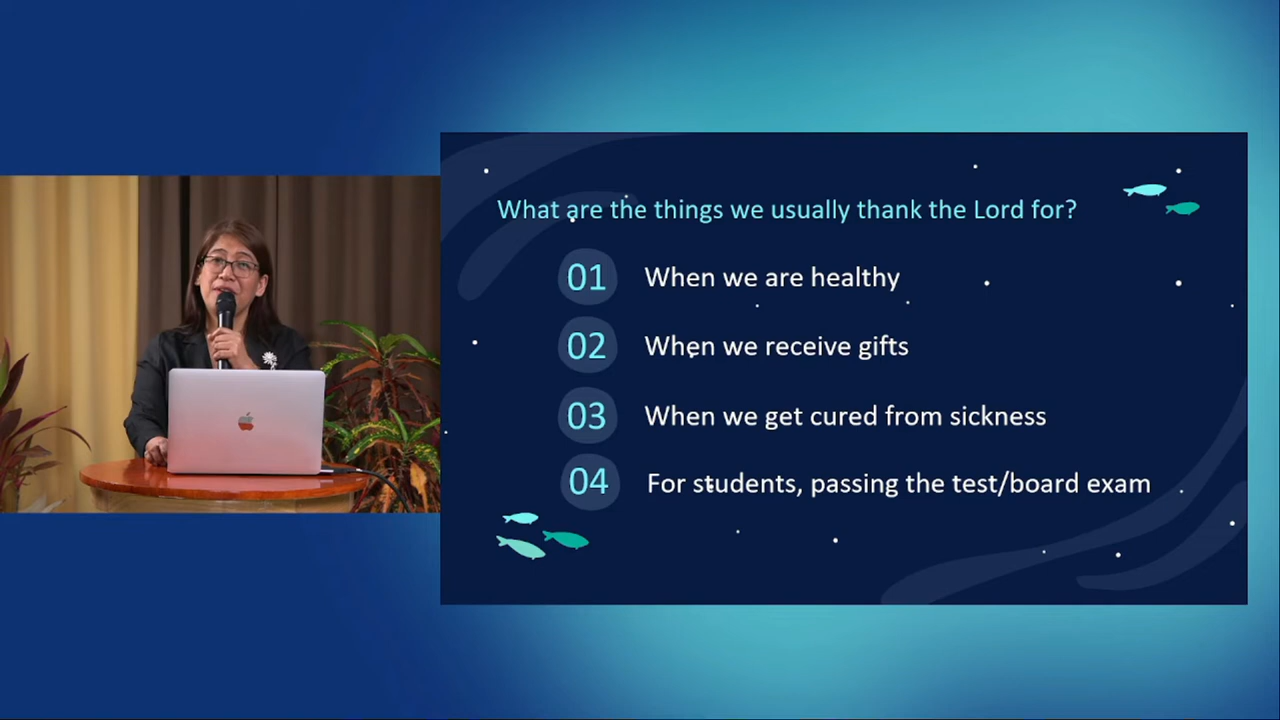 What are the things we usually thank the Lord for?
01 When we are healthy
02 When we receive gifts
03 When we get cured from sickness
04 For students, passing the test/board exam